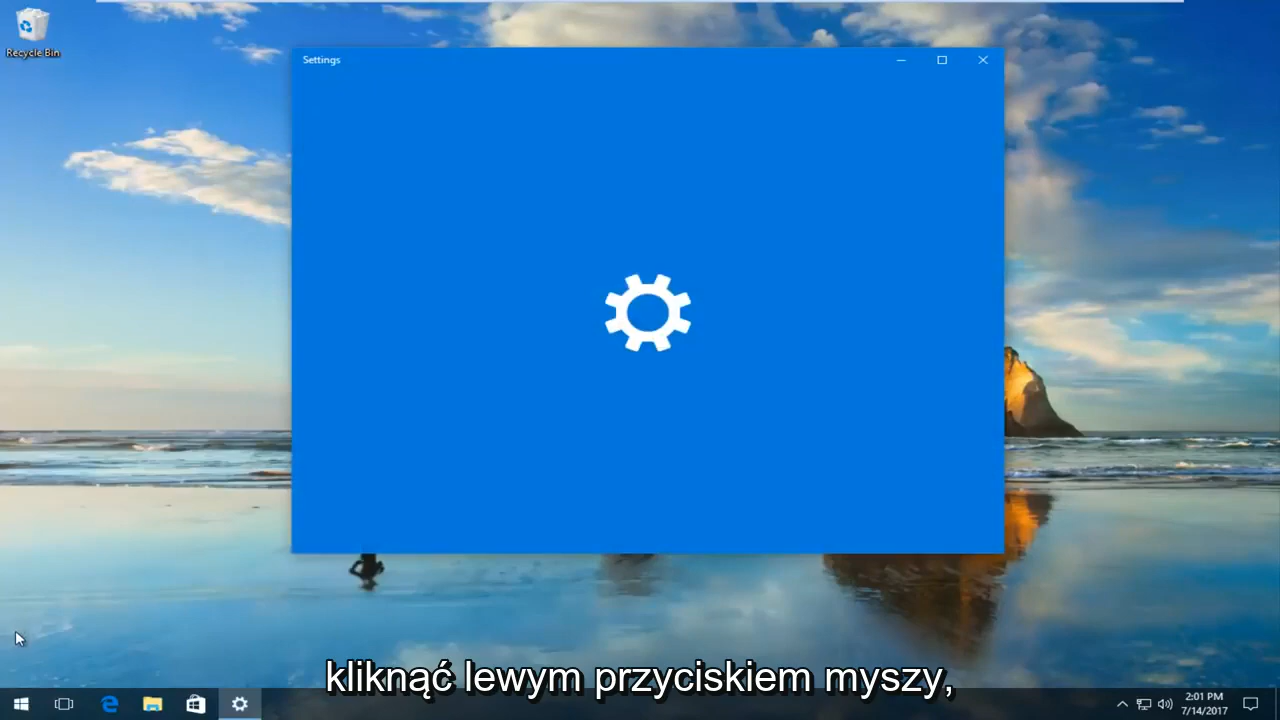 Recycle Bin
Settings
kliknąć lewym przyciskiem myszy,
2:01 PM
7/14/2017